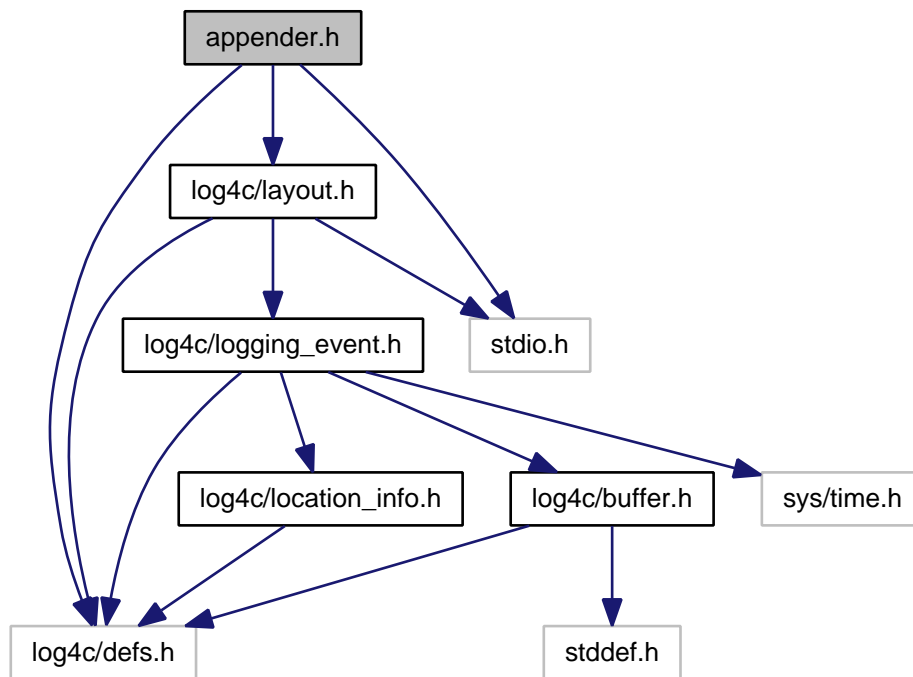 appender.h
log4c/layout.h
log4c/logging_event.h
stdio.h
log4c/location_info.h
log4c/buffer.h
sys/time.h
log4c/defs.h
stddef.h